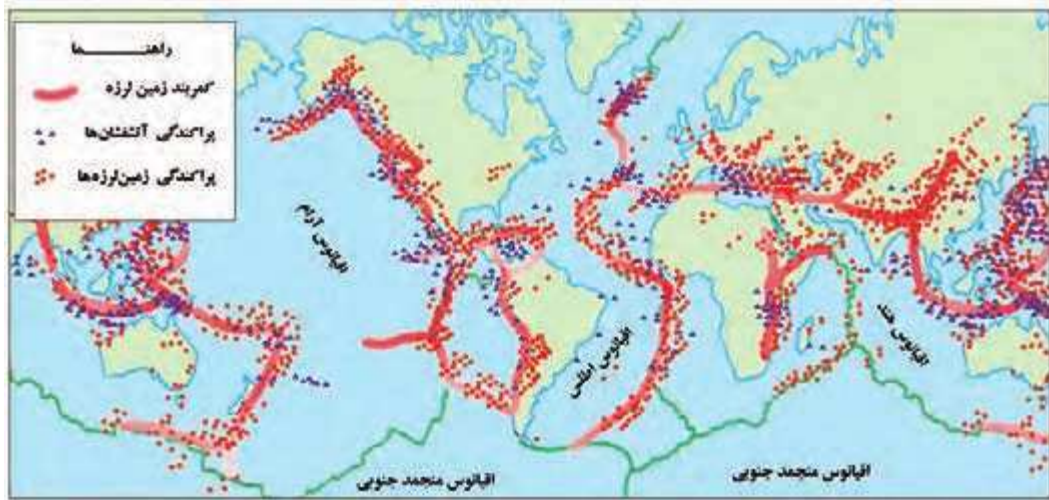 راهنـــــما
کمربند زمین لرزه
پراکندگی آتشفشان‌ها
پراکندگی زمین‌لرزه‌ها
اقیانوس آرام
اقیانوس اطلس
اقیانوس هند
اقیانوس منجمد جنوبی
اقیانوس منجمد جنوبی